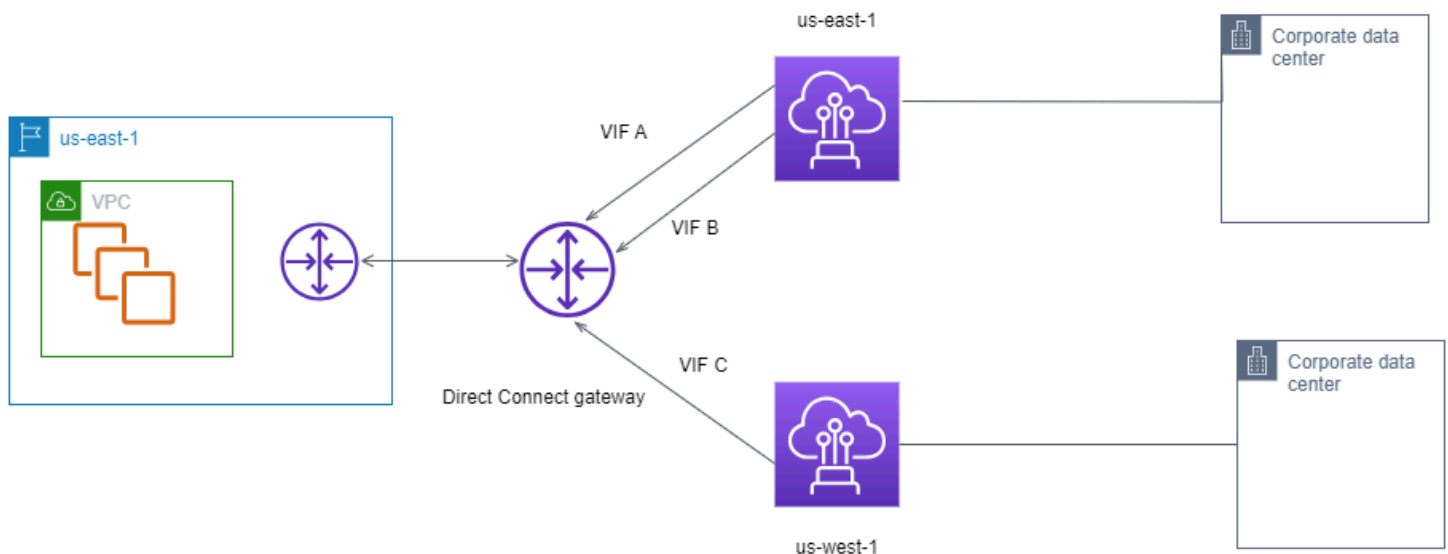 us-east-1
Corporate data
center
us-east-1
VIF A
VPC
VIF B
VIF C
Corporate data
center
Direct Connect gateway
us-west-1